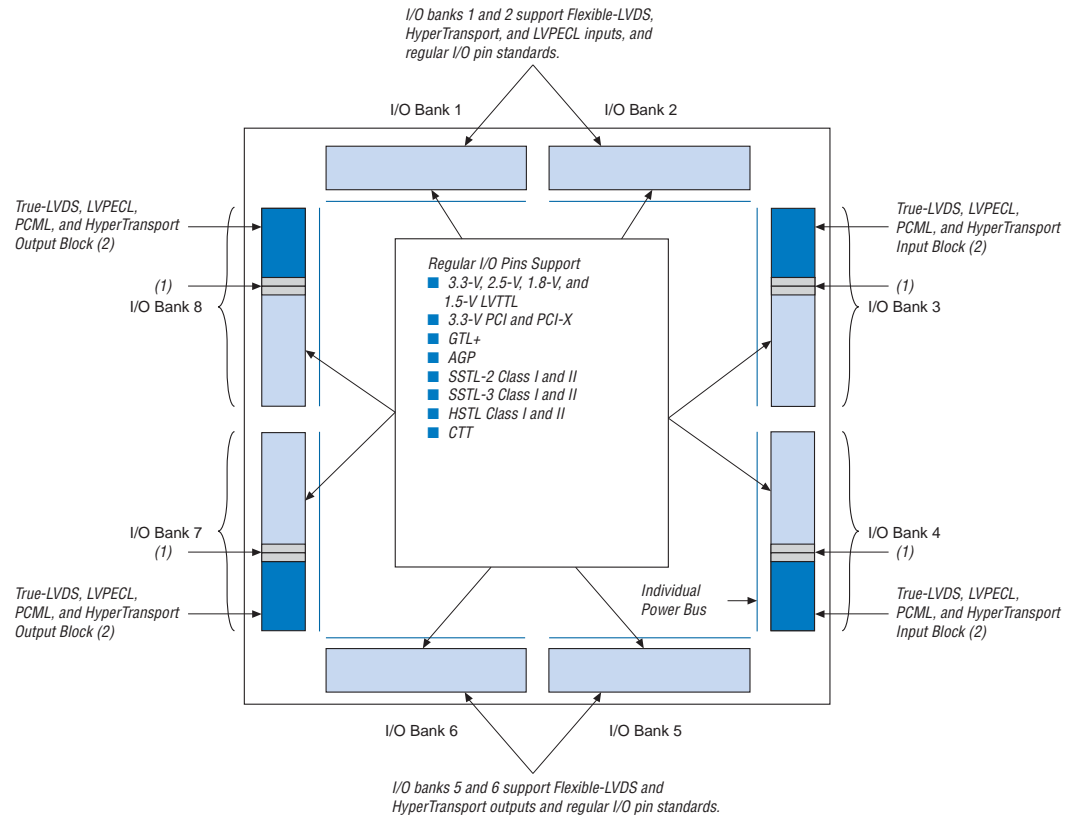 I/O banks 1 and 2 support Flexible-LVDS,
HyperTransport, and LVPECL inputs, and
regular I/O pin standards.
I/O Bank 1
I/O Bank 2
True-LVDS, LVPECL,
PCML, and HyperTransport
Output Block (2)
(1)
I/O Bank 8
True-LVDS, LVPECL,
PCML, and HyperTransport
Input Block (2)
(1)
I/O Bank 3
Regular I/O Pins Support
■ 3.3-V, 2.5-V, 1.8-V, and
1.5-V LVTTL
■ 3.3-V PCI and PCI-X
■ GTL+
■ AGP
■ SSTL-2 Class I and II
■ SSTL-3 Class I and II
■ HSTL Class I and II
■ CTT
I/O Bank 7
(1)
True-LVDS, LVPECL,
PCML, and HyperTransport
Output Block (2)
Individual
Power Bus
I/O Bank 4
(1)
True-LVDS, LVPECL,
PCML, and HyperTransport
Input Block (2)
I/O Bank 6
I/O Bank 5
I/O banks 5 and 6 support Flexible-LVDS and
HyperTransport outputs and regular I/O pin standards.